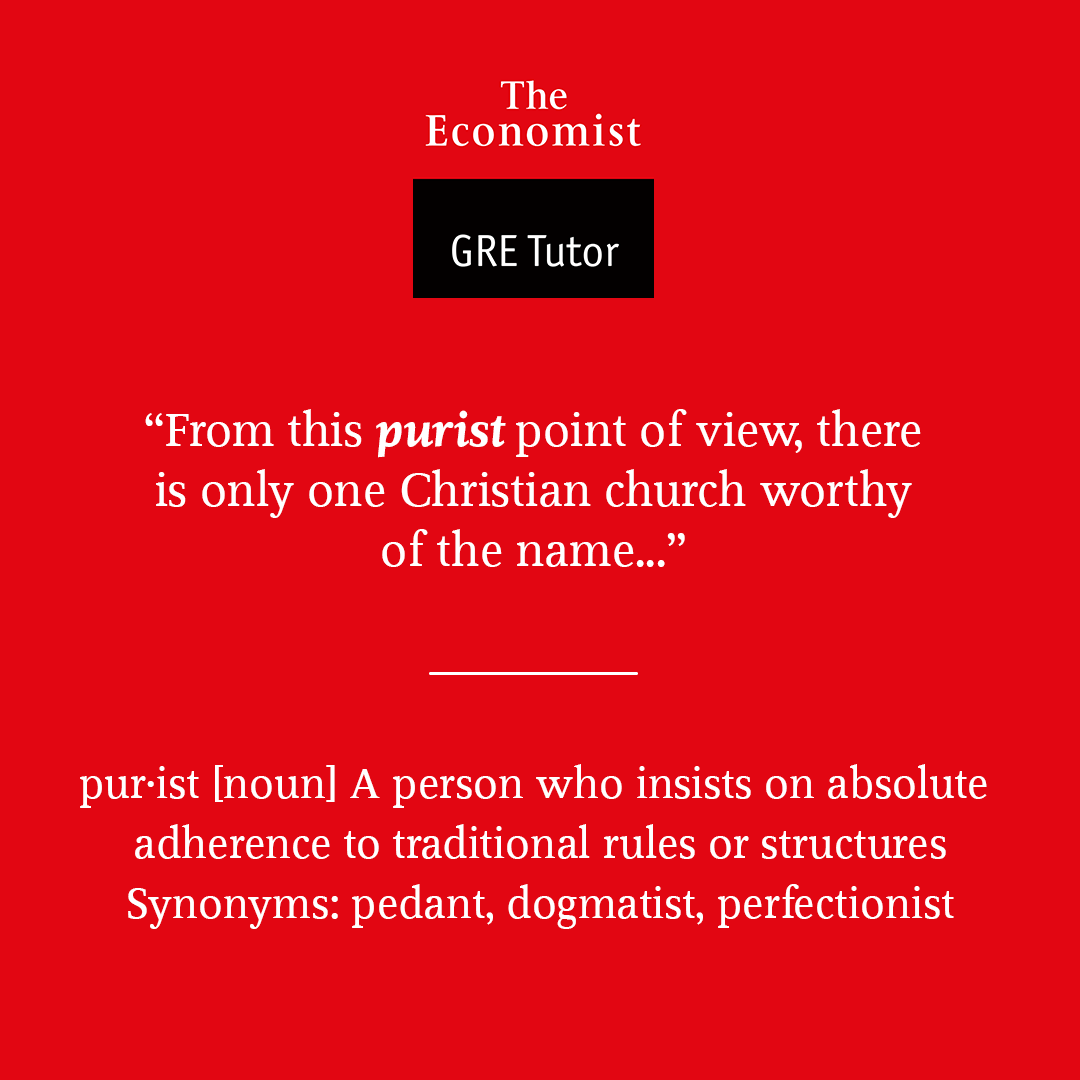 The
Economist
GRE Tutor
“From this purist point of view, there
is only one Christian church worthy
of the name...”
pur·ist [noun] A person who insists on absolute
adherence to traditional rules or structures
Synonyms: pedant, dogmatist, perfectionist